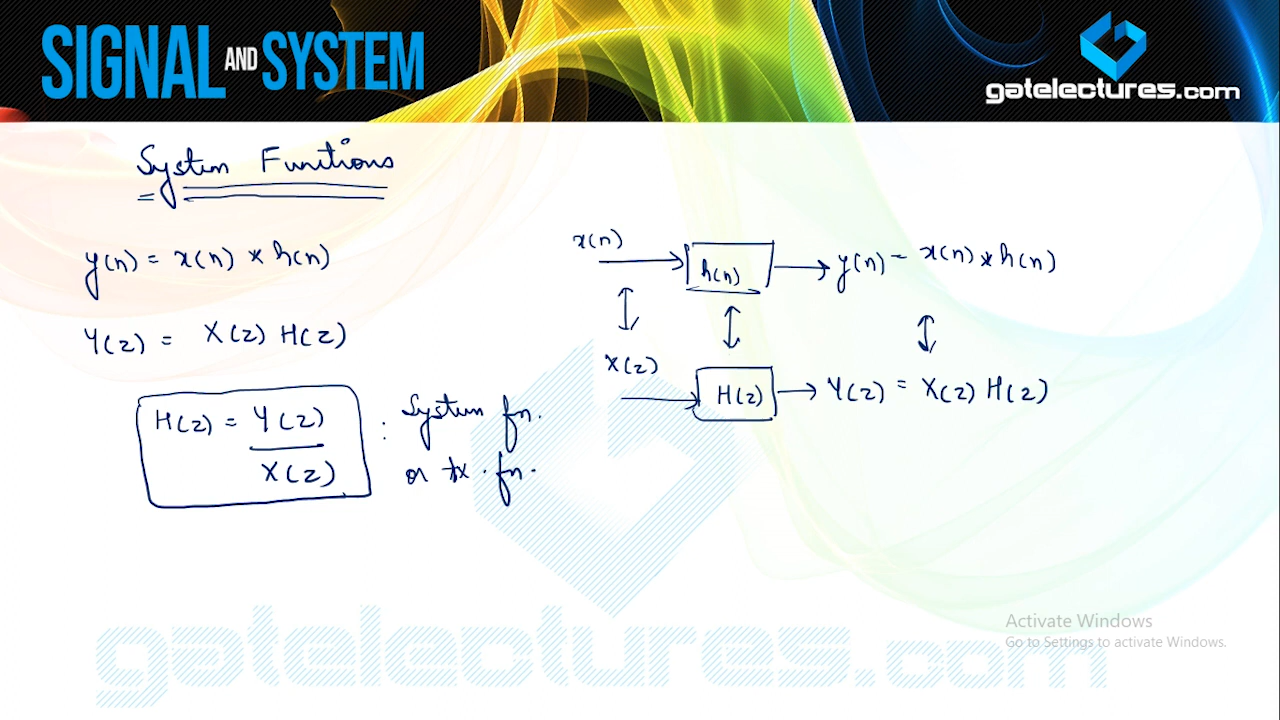 SIGNAL AND SYSTEM
gatelectures.com
System Functions
y(n) = x(n) * h(n)
Y(z) = X(z) H(z)
H(z) = Y(z) / X(z) : System fn.
or tx. fn.
x(n) → h(n) → y(n) = x(n) * h(n)
X(z) → H(z) → Y(z) = X(z) H(z)
gatelectures.com
Activate Windows
Go to Settings to activate Windows.